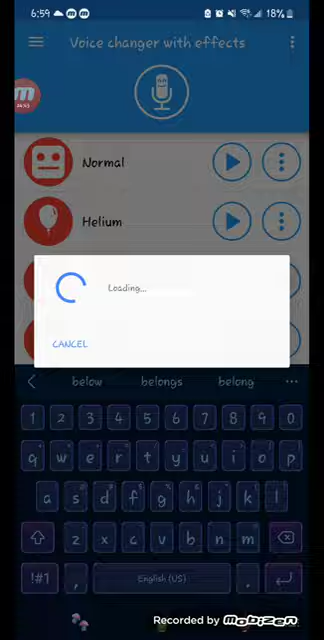 6:59
18%
Voice changer with effects
Normal
Helium
Loading...
CANCEL
below belongs belong
1 2 3 4 5 6 7 8 9 0
q w e r t y u i o p
a s d f g h j k l
z x c v b n m
!#1 , English (US) .
Recorded by mobizen